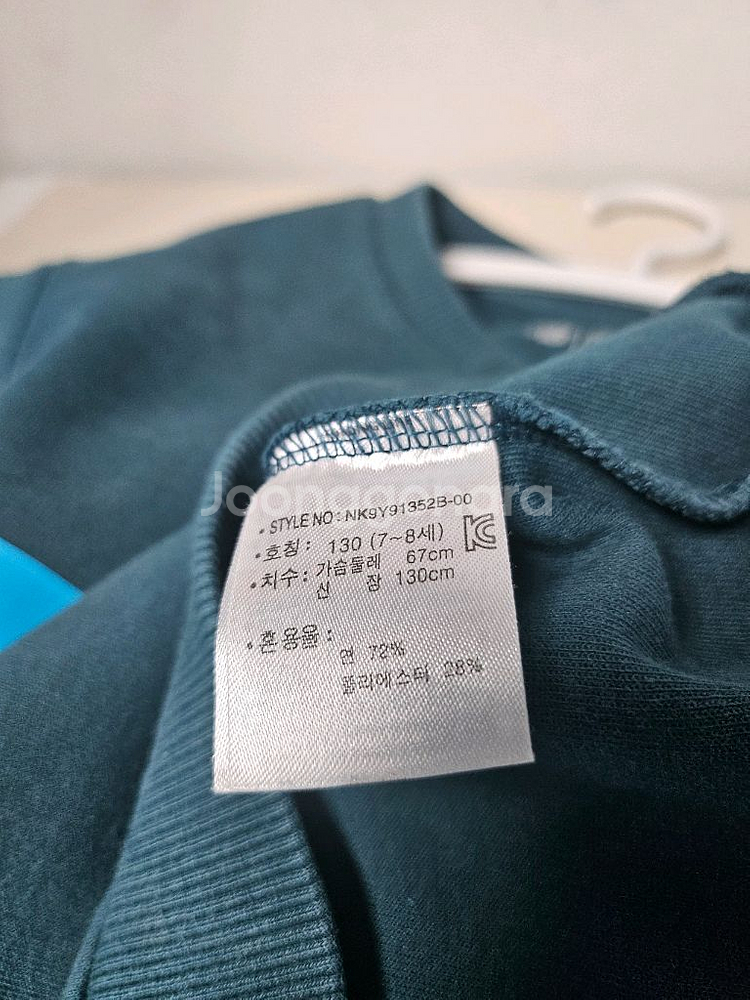 Joonggonara
• STYLE NO : NK9Y91352B-00
• 호칭 : 130 (7~8세)
• 치수 : 가슴둘레 67cm
신 장 130cm
• 혼용율 :
면 72%
폴리에스터 28%